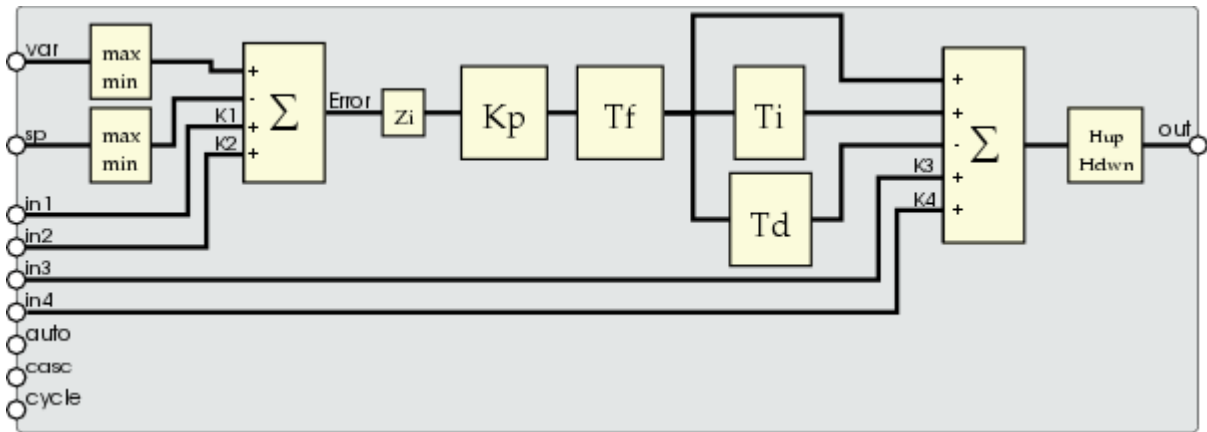 var
max
min
+
-
K1
+
K2
+
Σ
Error
Zi
Kp
Tf
Ti
Td
+
+
-
K3
+
K4
+
Σ
Hup
Hdwn
out
sp
max
min
in1
in2
in3
in4
auto
casc
cycle